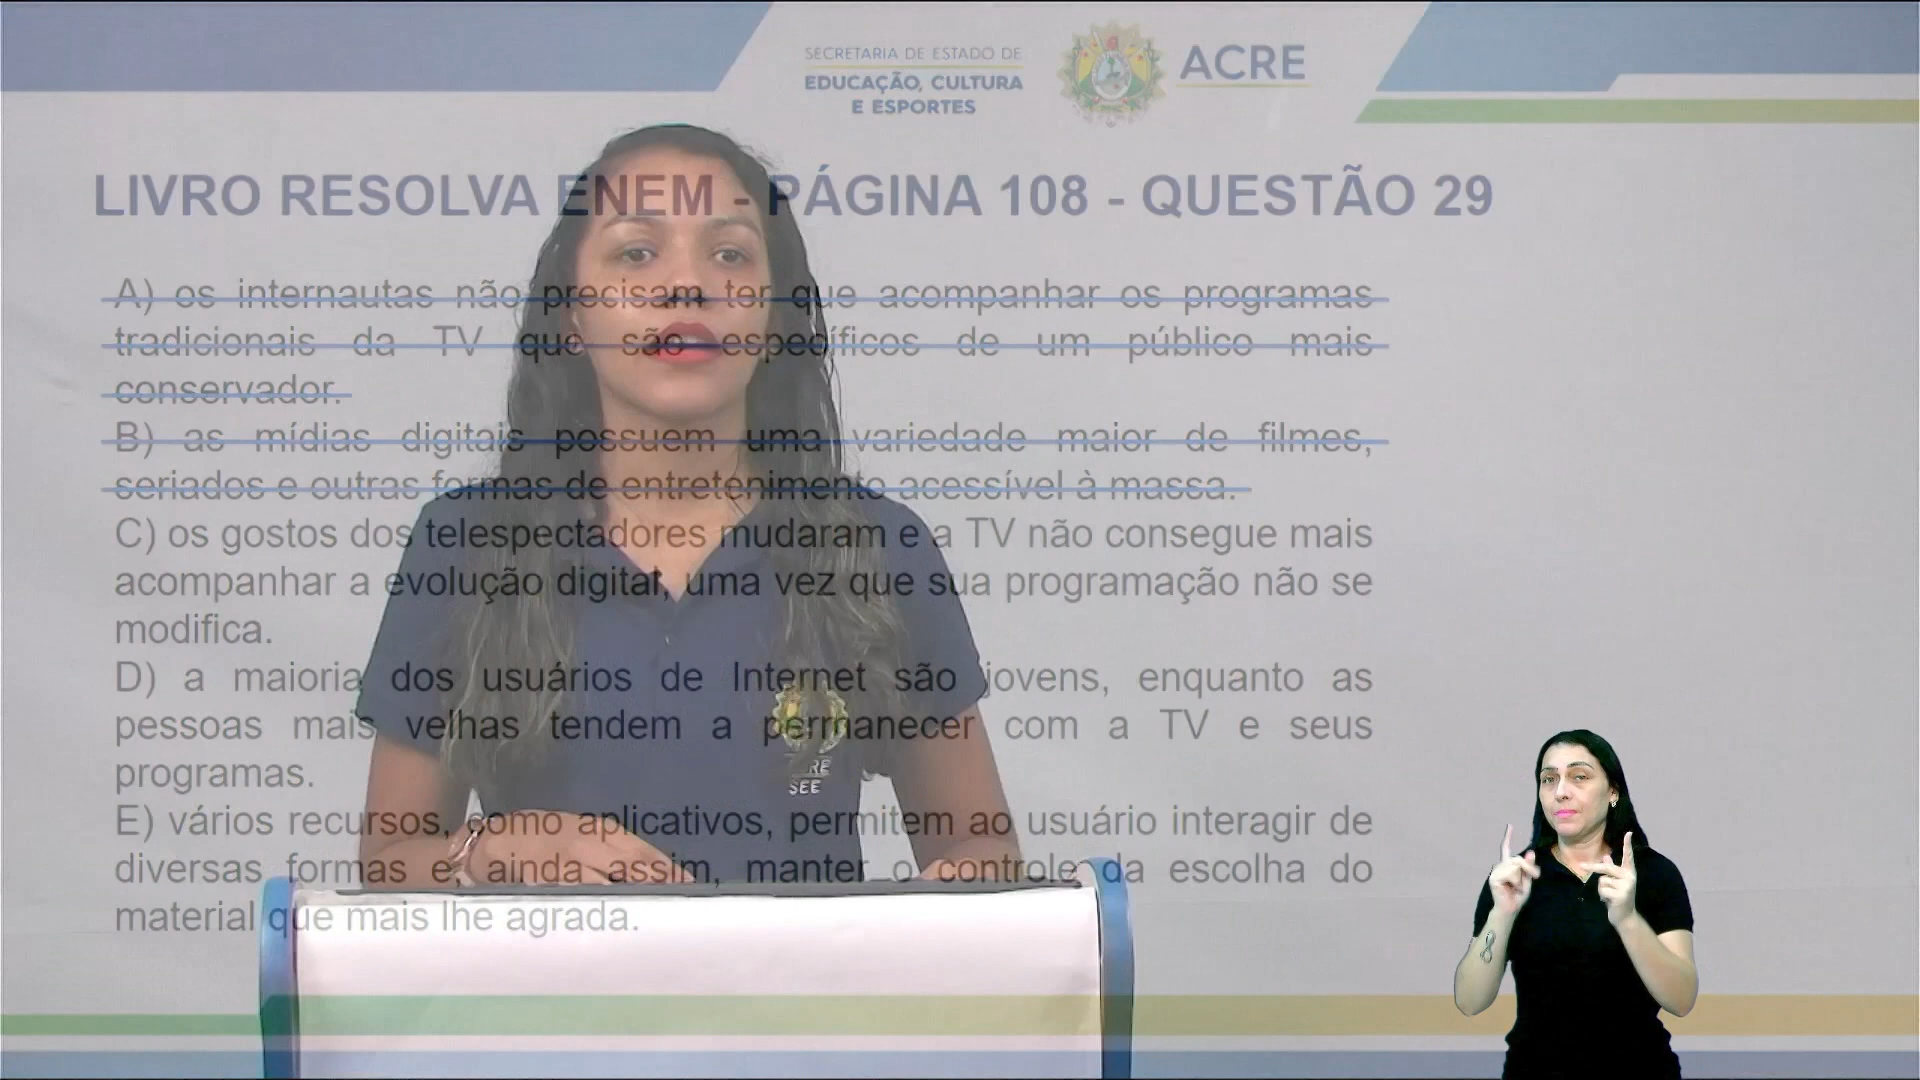 SECRETARIA DE ESTADO DE
EDUCAÇÃO, CULTURA
E ESPORTES
ACRE
LIVRO RESOLVA ENEM - PÁGINA 108 - QUESTÃO 29
A) os internautas não precisam ter que acompanhar os programas
tradicionais da TV que são específicos de um público mais
conservador.
B) as mídias digitais possuem uma variedade maior de filmes,
seriados e outras formas de entretenimento acessível à massa.
C) os gostos dos telespectadores mudaram e a TV não consegue mais
acompanhar a evolução digital, uma vez que sua programação não se
modifica.
D) a maioria dos usuários de Internet são jovens, enquanto as
pessoas mais velhas tendem a permanecer com a TV e seus
programas.
E) vários recursos, como aplicativos, permitem ao usuário interagir de
diversas formas e, ainda assim, manter o controle da escolha do
material que mais lhe agrada.
SEE